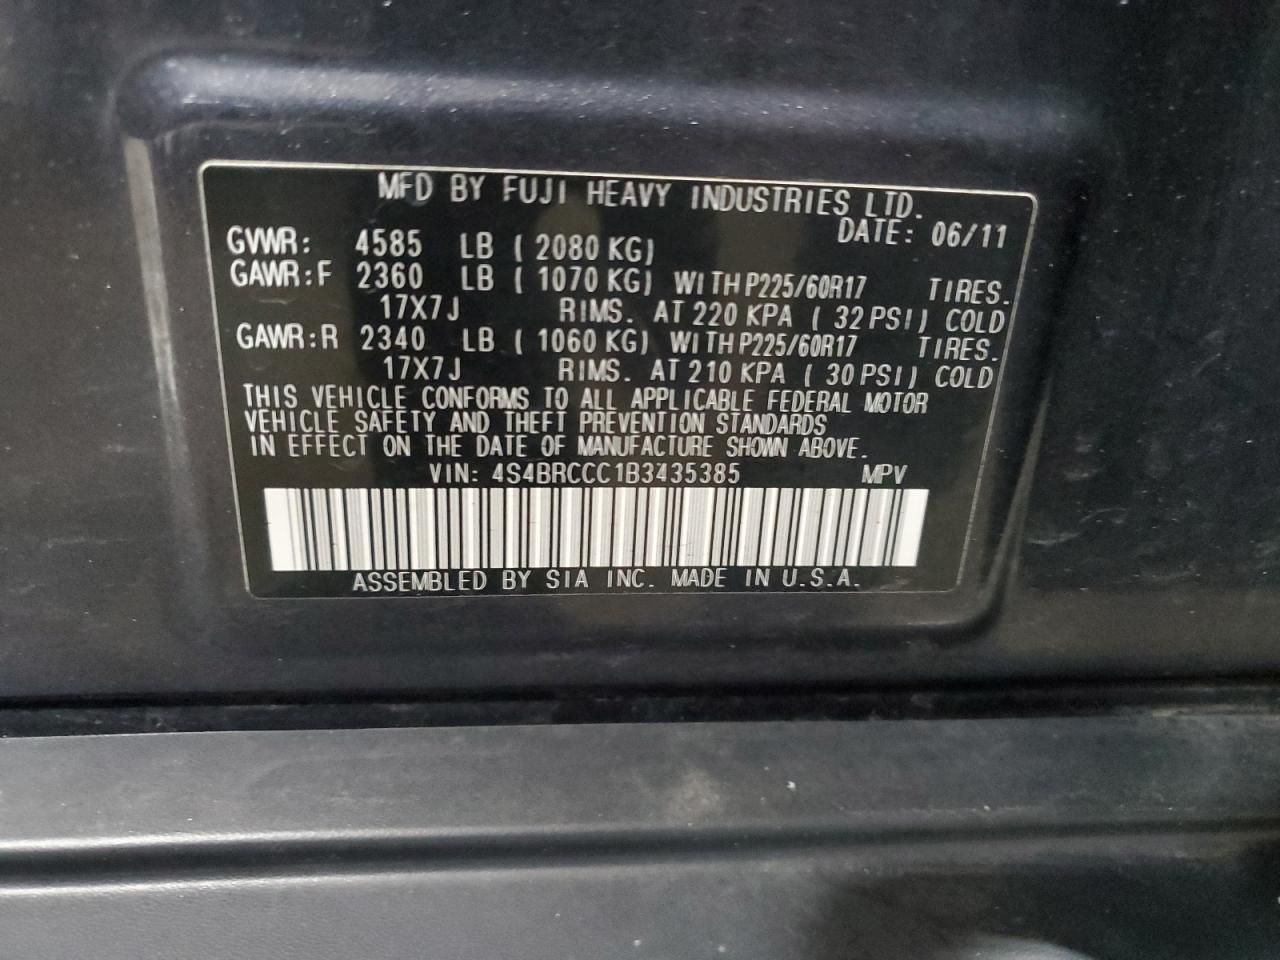 MFD BY FUJI HEAVY INDUSTRIES LTD.
DATE: 06/11
GVWR: 4585 LB ( 2080 KG)
GAWR:F 2360 LB ( 1070 KG) WITH P225/60R17 TIRES.
17X7J RIMS. AT 220 KPA ( 32 PSI) COLD
GAWR:R 2340 LB ( 1060 KG) WITH P225/60R17 TIRES.
17X7J RIMS. AT 210 KPA ( 30 PSI) COLD
THIS VEHICLE CONFORMS TO ALL APPLICABLE FEDERAL MOTOR
VEHICLE SAFETY AND THEFT PREVENTION STANDARDS
IN EFFECT ON THE DATE OF MANUFACTURE SHOWN ABOVE.
VIN: 4S4BRCCC1B3435385 MPV
ASSEMBLED BY SIA INC. MADE IN U.S.A.